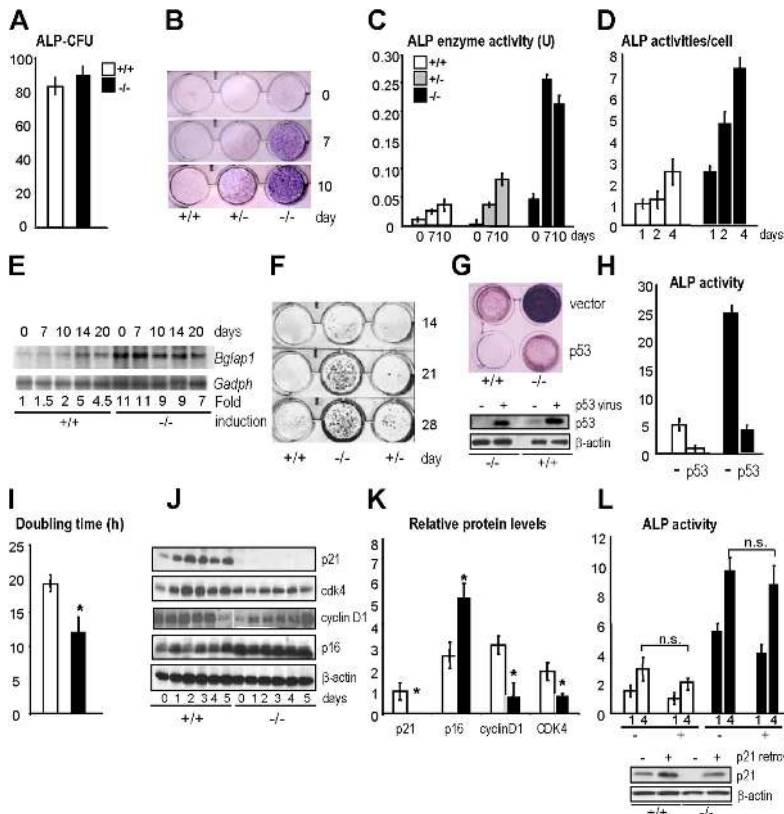 A
ALP-CFU
100
80
60
40
20
0
+/+
-/-
B
0
7
10
+/+ +/- -/- day
C
ALP enzyme activity (U)
0.30
0.25
0.20
0.15
0.10
0.05
0
+/+
+/-
-/-
0 710 0 710 0 710 days
D
ALP activities/cell
8
7
6
5
4
3
2
1
0
1 2 4 1 2 4 days
E
0 7 10 14 20 0 7 10 14 20 days
Bglap1
Gadph
1 1.5 2 5 4.5 11 11 9 9 7 Fold
induction
+/+ -/-
F
14
21
28
+/+ -/- +/- day
G
vector
p53
+/+ -/-
- + - + p53 virus
p53
β-actin
-/- +/+
H
ALP activity
30
25
20
15
10
5
0
- p53 - p53
I
Doubling time (h)
25
20
15
10
5
0
*
J
p21
cdk4
cyclin D1
p16
β-actin
0 1 2 3 4 5 0 1 2 3 4 5
days
+/+ -/-
K
Relative protein levels
8
7
6
5
4
3
2
1
0
* * * *
p21 p16 cyclinD1 CDK4
L
ALP activity
12
10
8
6
4
2
0
n.s.
n.s.
1 4 1 4 1 4 1 4
- + - +
- + - + p21 retrov
p21
β-actin
+/+ -/-